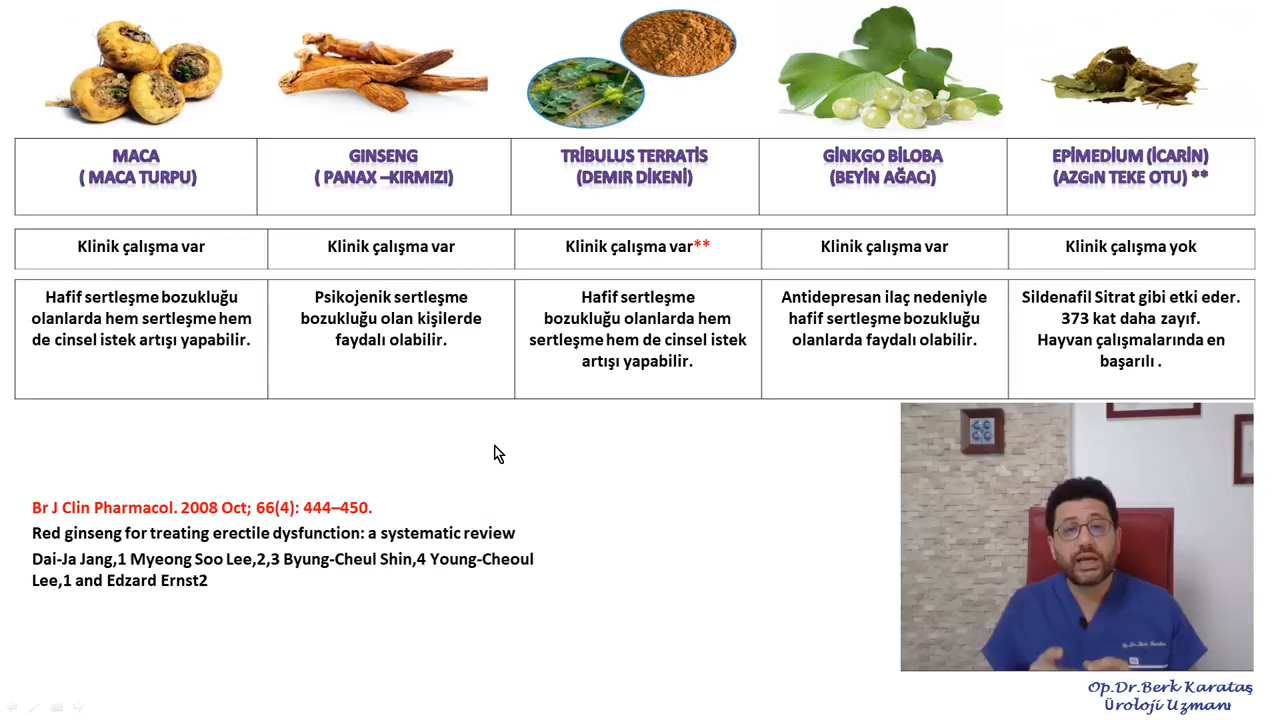 MACA
( MACA TURPU)
GINSENG
( PANAX –KIRMIZI)
TRİBULUS TERRATİS
(DEMIR DİKENİ)
GİNKGO BİLOBA
(BEYİN AĞACı)
EPİMEDİUM (İCARİN)
(AZGıN TEKE OTU) **
Klinik çalışma var
Klinik çalışma var
Klinik çalışma var**
Klinik çalışma var
Klinik çalışma yok
Hafif sertleşme bozukluğu
olanlarda hem sertleşme hem
de cinsel istek artışı yapabilir.
Psikojenik sertleşme
bozukluğu olan kişilerde
faydalı olabilir.
Hafif sertleşme
bozukluğu olanlarda hem
sertleşme hem de cinsel istek
artışı yapabilir.
Antidepresan ilaç nedeniyle
hafif sertleşme bozukluğu
olanlarda faydalı olabilir.
Sildenafil Sitrat gibi etki eder.
373 kat daha zayıf.
Hayvan çalışmalarında en
başarılı .
Br J Clin Pharmacol. 2008 Oct; 66(4): 444–450.
Red ginseng for treating erectile dysfunction: a systematic review
Dai-Ja Jang,1 Myeong Soo Lee,2,3 Byung-Cheul Shin,4 Young-Cheoul
Lee,1 and Edzard Ernst2
Op.Dr.Berk Karataş
Op.Dr.Berk Karataş
Üroloji Uzmanı